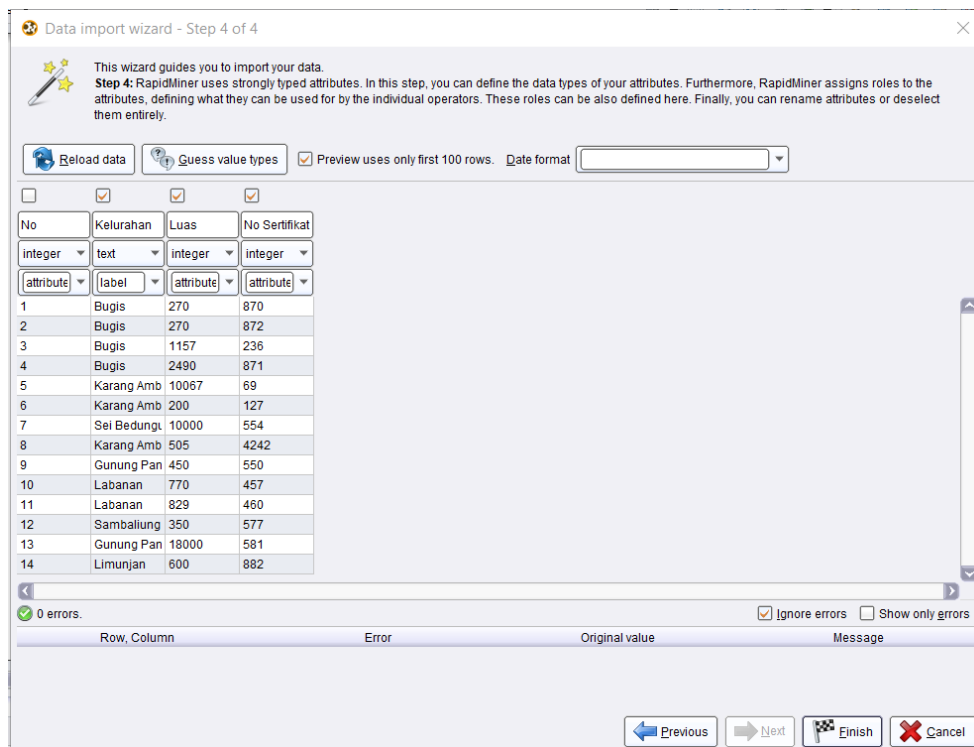 Data import wizard - Step 4 of 4
This wizard guides you to import your data.
Step 4: RapidMiner uses strongly typed attributes. In this step, you can define the data types of your attributes. Furthermore, RapidMiner assigns roles to the
attributes, defining what they can be used for by the individual operators. These roles can be also defined here. Finally, you can rename attributes or deselect
them entirely.
Reload data Guess value types Preview uses only first 100 rows. Date format
No Kelurahan Luas No Sertifikat
integer text integer integer
attribute label attribute attribute
1 Bugis 270 870
2 Bugis 270 872
3 Bugis 1157 236
4 Bugis 2490 871
5 Karang Amb 10067 69
6 Karang Amb 200 127
7 Sei Bedungu 10000 554
8 Karang Amb 505 4242
9 Gunung Pan 450 550
10 Labanan 770 457
11 Labanan 829 460
12 Sambaliung 350 577
13 Gunung Pan 18000 581
14 Limunjan 600 882
0 errors. Ignore errors Show only errors
Row, Column Error Original value Message
Previous Next Finish Cancel